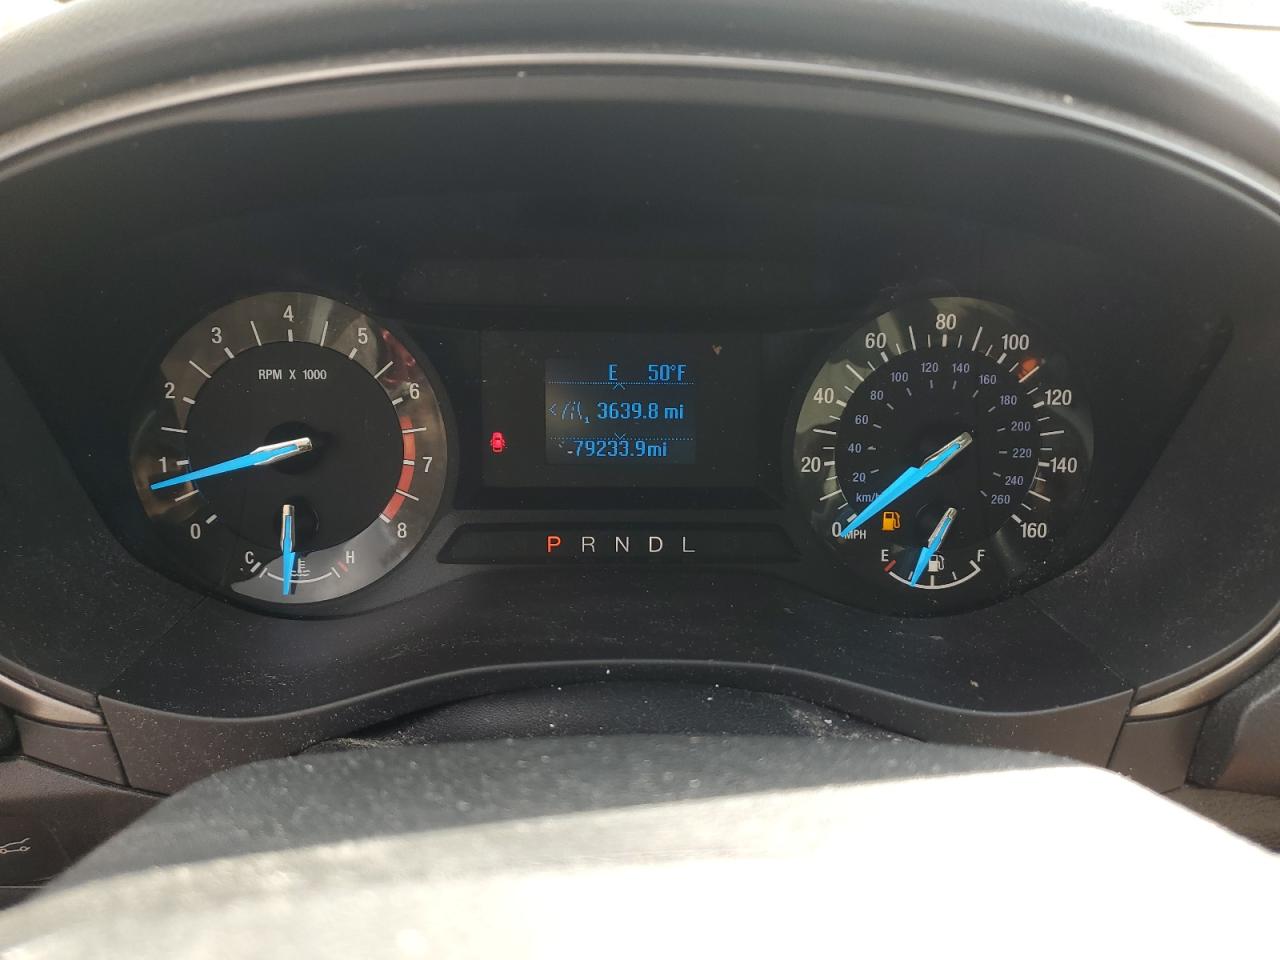 4
3 5
2 6
RPM X 1000
1 7
0 8
C H
E 50°F
1 3639.8 mi
79233.9mi
P R N D L
80
60 100
40 120
20 140
0 160
MPH
120 140
100 160
80 180
60 200
40 220
20 240
km/h 260
E F